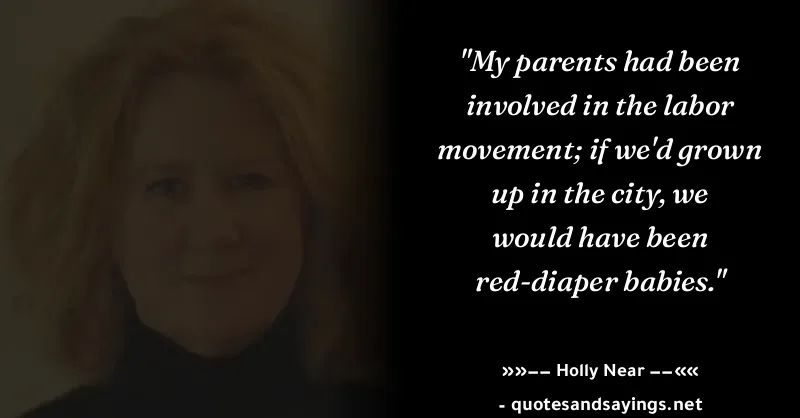 "My parents had been
involved in the labor
movement; if we'd grown
up in the city, we
would have been
red-diaper babies."
»»–– Holly Near ––««
- quotesandsayings.net